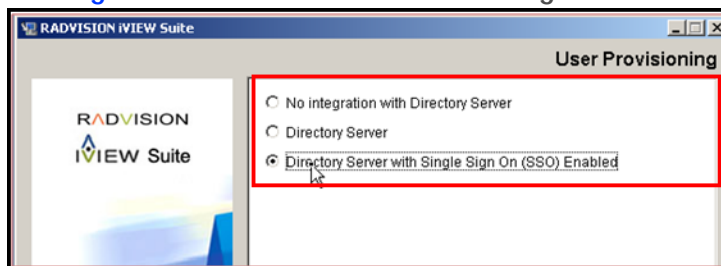 RADVISION iVIEW Suite
User Provisioning
RADVISION
iVIEW Suite
No integration with Directory Server
Directory Server
Directory Server with Single Sign On (SSO) Enabled